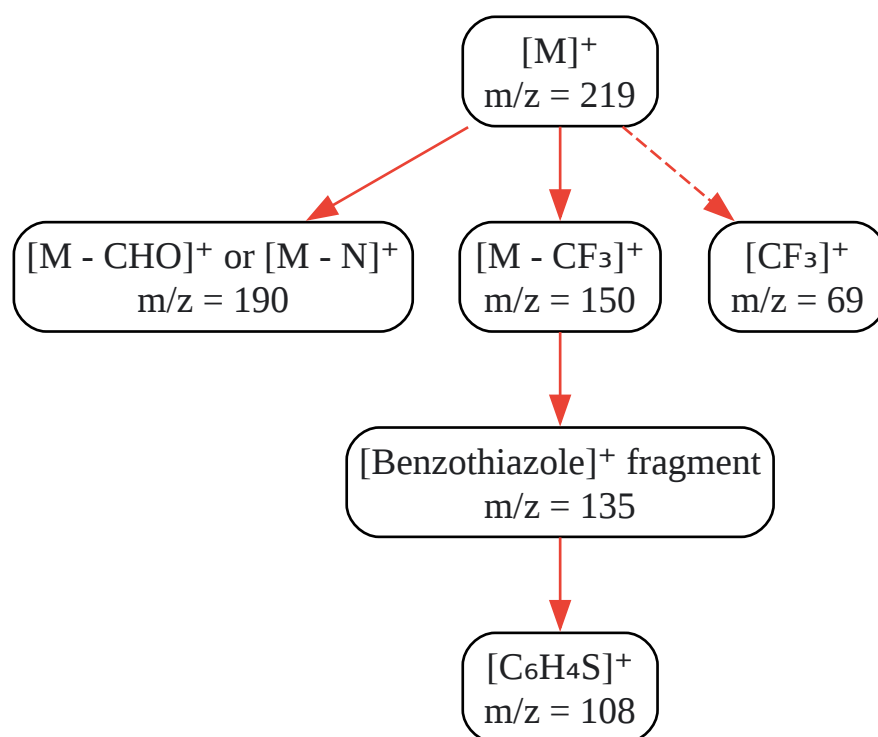 [M]⁺
m/z = 219
[M - CHO]⁺ or [M - N]⁺
m/z = 190
[M - CF₃]⁺
m/z = 150
[CF₃]⁺
m/z = 69
[Benzothiazole]⁺ fragment
m/z = 135
[C₆H₄S]⁺
m/z = 108